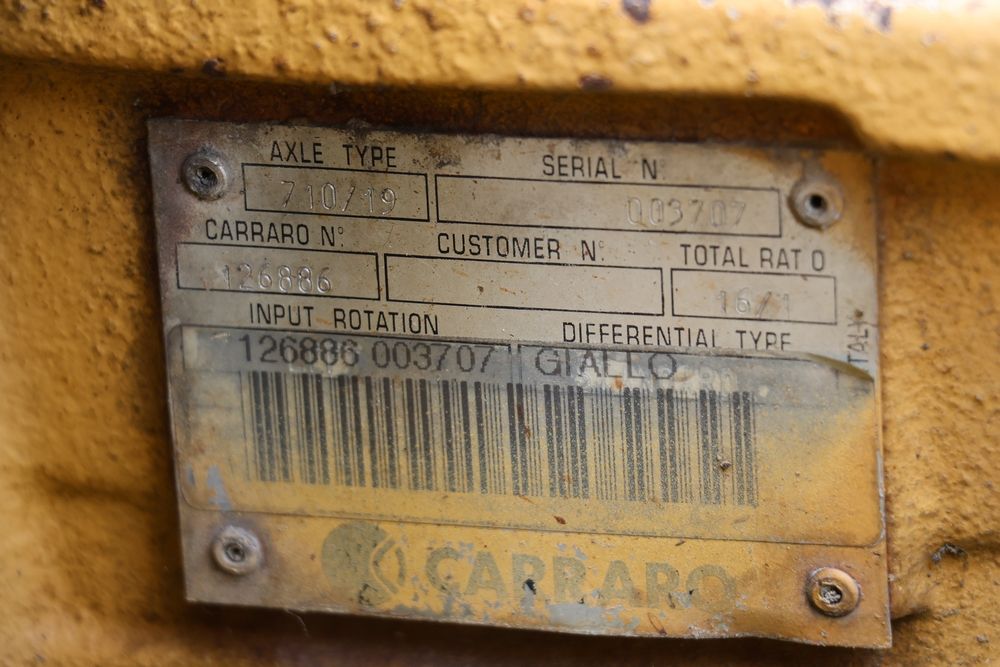 AXLE TYPE SERIAL N°
710/19 003707
CARRARO N° CUSTOMER N° TOTAL RAT O
126886 16/1
INPUT ROTATION DIFFERENTIAL TYPE
ITALY
126886 003707 GIALLO
CARRARO